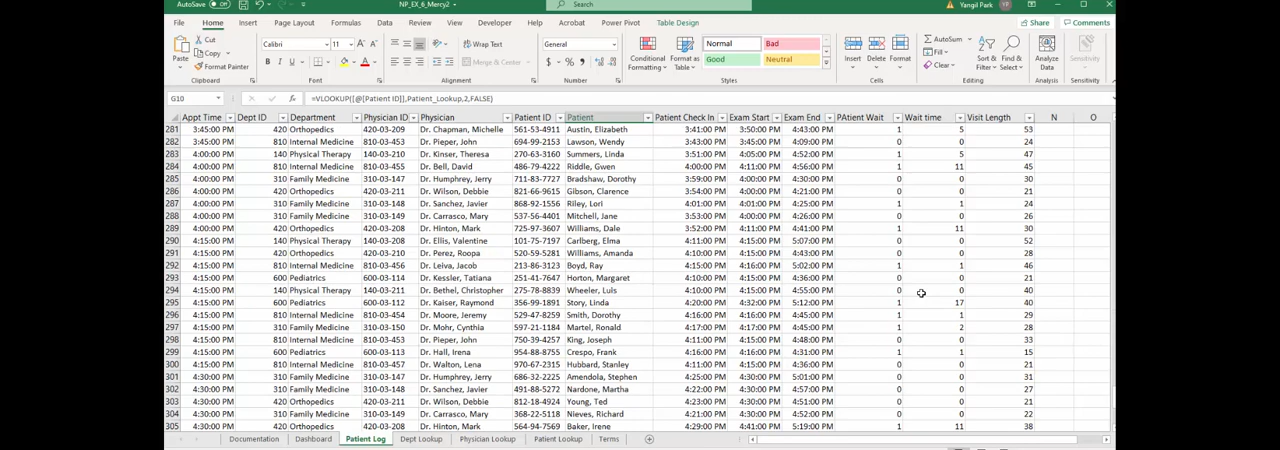 AutoSave Off NP_EX_6_Mercy2 Search Yangil Park YP
File Home Insert Draw Page Layout Formulas Data Review View Developer Help Acrobat Power Pivot Table Design Share Comments
Paste Cut Copy Format Painter Calibri 11 Wrap Text General Conditional Formatting Format as Table Normal Bad Insert Delete Format AutoSum Sort & Filter Find & Select Analyze Data Sensitivity
B I U Merge & Center $ % Good Neutral Fill Clear
Clipboard Font Alignment Number Styles Cells Editing Analysis Sensitivity
G10 =VLOOKUP([@[Patient ID]],Patient_Lookup,2,FALSE)
Appt Time Dept ID Department Physician ID Physician Patient ID Patient Patient Check In Exam Start Exam End PAtient Wait Wait time Visit Length N O
281 3:45:00 PM 420 Orthopedics 420-03-209 Dr. Chapman, Michelle 561-53-4911 Austin, Elizabeth 3:41:00 PM 3:50:00 PM 4:43:00 PM 1 5 53
282 3:45:00 PM 810 Internal Medicine 810-03-453 Dr. Pieper, John 694-99-2153 Lawson, Wendy 3:43:00 PM 3:45:00 PM 4:09:00 PM 0 0 24
283 3:45:00 PM 140 Physical Therapy 140-03-210 Dr. Kinser, Theresa 270-63-3160 Summers, Linda 3:51:00 PM 4:05:00 PM 4:52:00 PM 1 5 47
284 4:00:00 PM 810 Internal Medicine 810-03-455 Dr. Bell, David 486-79-4222 Riddle, Gwen 4:00:00 PM 4:11:00 PM 4:56:00 PM 1 11 45
285 4:00:00 PM 310 Family Medicine 310-03-147 Dr. Humphrey, Jerry 711-83-7727 Bradshaw, Dorothy 3:59:00 PM 4:00:00 PM 4:30:00 PM 0 0 30
286 4:00:00 PM 420 Orthopedics 420-03-211 Dr. Wilson, Debbie 821-66-9615 Gibson, Clarence 3:54:00 PM 4:00:00 PM 4:21:00 PM 0 0 21
287 4:00:00 PM 310 Family Medicine 310-03-148 Dr. Sanchez, Javier 868-92-1556 Riley, Lori 4:01:00 PM 4:01:00 PM 4:25:00 PM 1 1 24
288 4:00:00 PM 310 Family Medicine 310-03-149 Dr. Carrasco, Mary 537-56-4401 Mitchell, Jane 3:53:00 PM 4:00:00 PM 4:26:00 PM 0 0 26
289 4:00:00 PM 420 Orthopedics 420-03-208 Dr. Hinton, Mark 725-97-3607 Williams, Dale 3:52:00 PM 4:11:00 PM 4:41:00 PM 1 11 30
290 4:15:00 PM 140 Physical Therapy 140-03-208 Dr. Ellis, Valentine 101-75-7197 Carlberg, Elma 4:10:00 PM 4:15:00 PM 5:07:00 PM 0 0 52
291 4:15:00 PM 420 Orthopedics 420-03-210 Dr. Perez, Roopa 520-59-5281 Williams, Amanda 4:10:00 PM 4:15:00 PM 4:43:00 PM 0 0 28
292 4:15:00 PM 810 Internal Medicine 810-03-456 Dr. Leiva, Jacob 213-86-3123 Boyd, Ray 4:15:00 PM 4:16:00 PM 5:02:00 PM 1 1 46
293 4:15:00 PM 600 Pediatrics 600-03-114 Dr. Kessler, Tatiana 251-41-7647 Horton, Margaret 4:10:00 PM 4:15:00 PM 4:36:00 PM 0 0 21
294 4:15:00 PM 140 Physical Therapy 140-03-211 Dr. Bethel, Christopher 275-78-8839 Wheeler, Luis 4:10:00 PM 4:15:00 PM 4:55:00 PM 0 0 40
295 4:15:00 PM 600 Pediatrics 600-03-112 Dr. Kaiser, Raymond 356-99-1891 Story, Linda 4:20:00 PM 4:32:00 PM 5:12:00 PM 1 17 40
296 4:15:00 PM 810 Internal Medicine 810-03-454 Dr. Moore, Jeremy 529-47-8259 Smith, Dorothy 4:16:00 PM 4:16:00 PM 4:45:00 PM 1 1 29
297 4:15:00 PM 310 Family Medicine 310-03-150 Dr. Mohr, Cynthia 597-21-1184 Martel, Ronald 4:17:00 PM 4:17:00 PM 4:45:00 PM 1 2 28
298 4:15:00 PM 810 Internal Medicine 810-03-453 Dr. Pieper, John 750-39-4257 King, Joseph 4:11:00 PM 4:15:00 PM 4:48:00 PM 0 0 33
299 4:15:00 PM 600 Pediatrics 600-03-113 Dr. Hall, Irena 954-88-8755 Crespo, Frank 4:15:00 PM 4:16:00 PM 4:31:00 PM 1 1 15
300 4:15:00 PM 810 Internal Medicine 810-03-457 Dr. Walton, Lena 970-67-2315 Hubbard, Stanley 4:11:00 PM 4:15:00 PM 4:36:00 PM 0 0 21
301 4:30:00 PM 310 Family Medicine 310-03-147 Dr. Humphrey, Jerry 686-32-2225 Amendola, Stephen 4:25:00 PM 4:30:00 PM 5:01:00 PM 0 0 31
302 4:30:00 PM 310 Family Medicine 310-03-148 Dr. Sanchez, Javier 491-88-5272 Nardone, Martha 4:22:00 PM 4:30:00 PM 4:57:00 PM 0 0 27
303 4:30:00 PM 420 Orthopedics 420-03-211 Dr. Wilson, Debbie 812-18-4924 Young, Ted 4:23:00 PM 4:30:00 PM 4:51:00 PM 0 0 21
304 4:30:00 PM 310 Family Medicine 310-03-149 Dr. Carrasco, Mary 368-22-5118 Nieves, Richard 4:21:00 PM 4:30:00 PM 4:52:00 PM 0 0 22
305 4:30:00 PM 420 Orthopedics 420-03-208 Dr. Hinton, Mark 564-94-7569 Baker, Irene 4:29:00 PM 4:41:00 PM 5:19:00 PM 1 11 38
Documentation Dashboard Patient Log Dept Lookup Physician Lookup Patient Lookup Terms